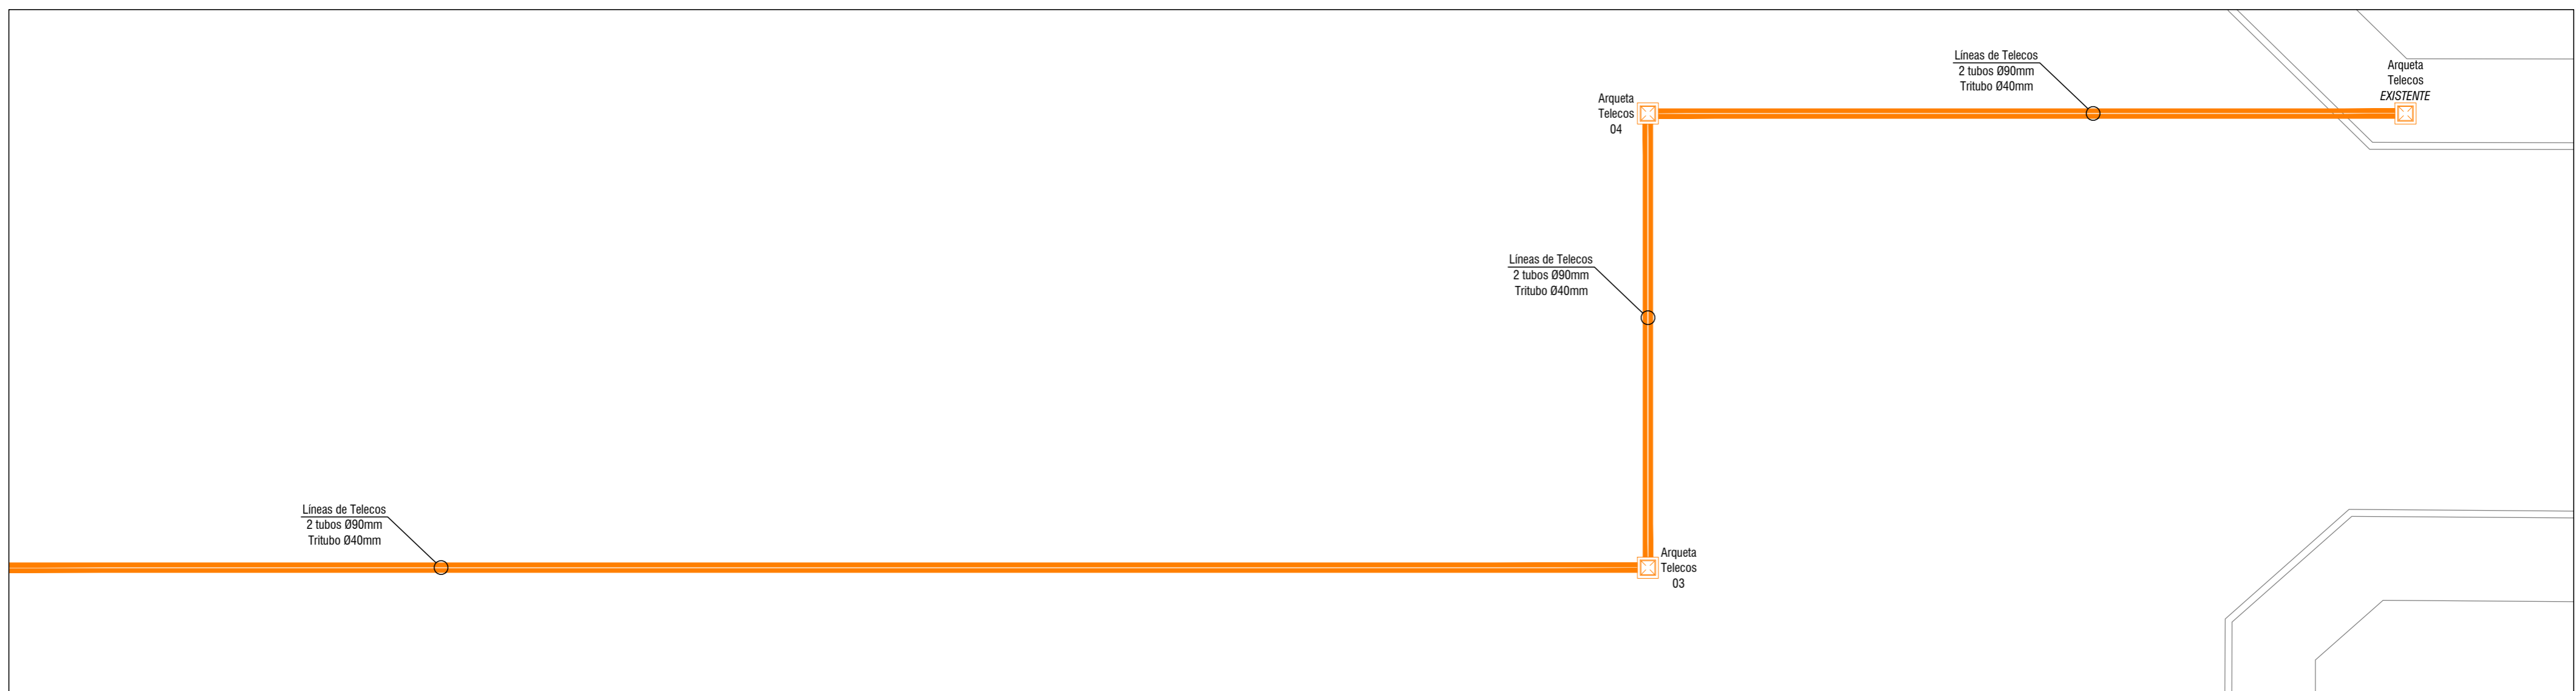 Líneas de Telecos
2 tubos Ø90mm
Tritubo Ø40mm
Arqueta
Telecos
EXISTENTE
Arqueta
Telecos
04
Líneas de Telecos
2 tubos Ø90mm
Tritubo Ø40mm
Líneas de Telecos
2 tubos Ø90mm
Tritubo Ø40mm
Arqueta
Telecos
03